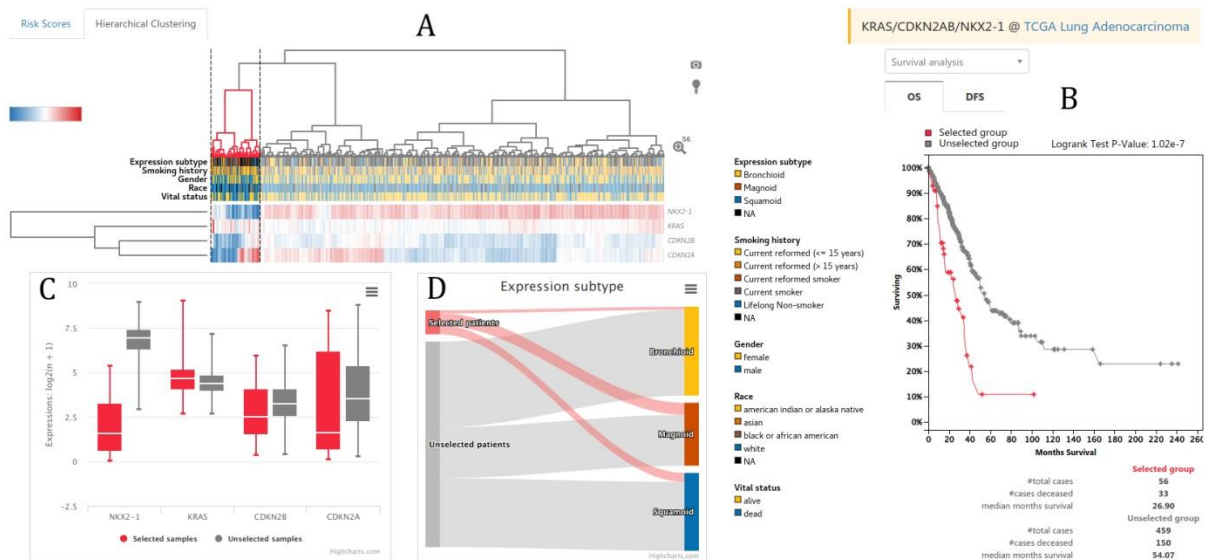 Risk Scores
Hierarchical Clustering
A
56
Expression subtype
Smoking history
Gender
Race
Vital status
NKX2-1
KRAS
CDKN2B
CDKN2A
Expression subtype
Bronchioid
Magnoid
Squamoid
NA
Smoking history
Current reformed (<= 15 years)
Current reformed (> 15 years)
Current reformed smoker
Current smoker
Lifelong Non-smoker
NA
Gender
female
male
Race
american indian or alaska native
asian
black or african american
white
NA
Vital status
alive
dead
KRAS/CDKN2AB/NKX2-1 @ TCGA Lung Adenocarcinoma
Survival analysis
OS
DFS
B
Selected group
Unselected group
Logrank Test P-Value: 1.02e-7
100%
90%
80%
70%
60%
50%
40%
30%
20%
10%
0%
Surviving
0 20 40 60 80 100 120 140 160 180 200 220 240 260
Months Survival
Selected group
#total cases 56
#cases deceased 33
median months survival 26.90
Unselected group
#total cases 459
#cases deceased 150
median months survival 54.07
C
10
7.5
5
2.5
0
-2.5
Expressions: log2(n + 1)
NKX2-1 KRAS CDKN2B CDKN2A
Selected samples Unselected samples
Highcharts.com
D
Expression subtype
Selected patients
Unselected patients
Bronchioid
Magnoid
Squamoid
Highcharts.com